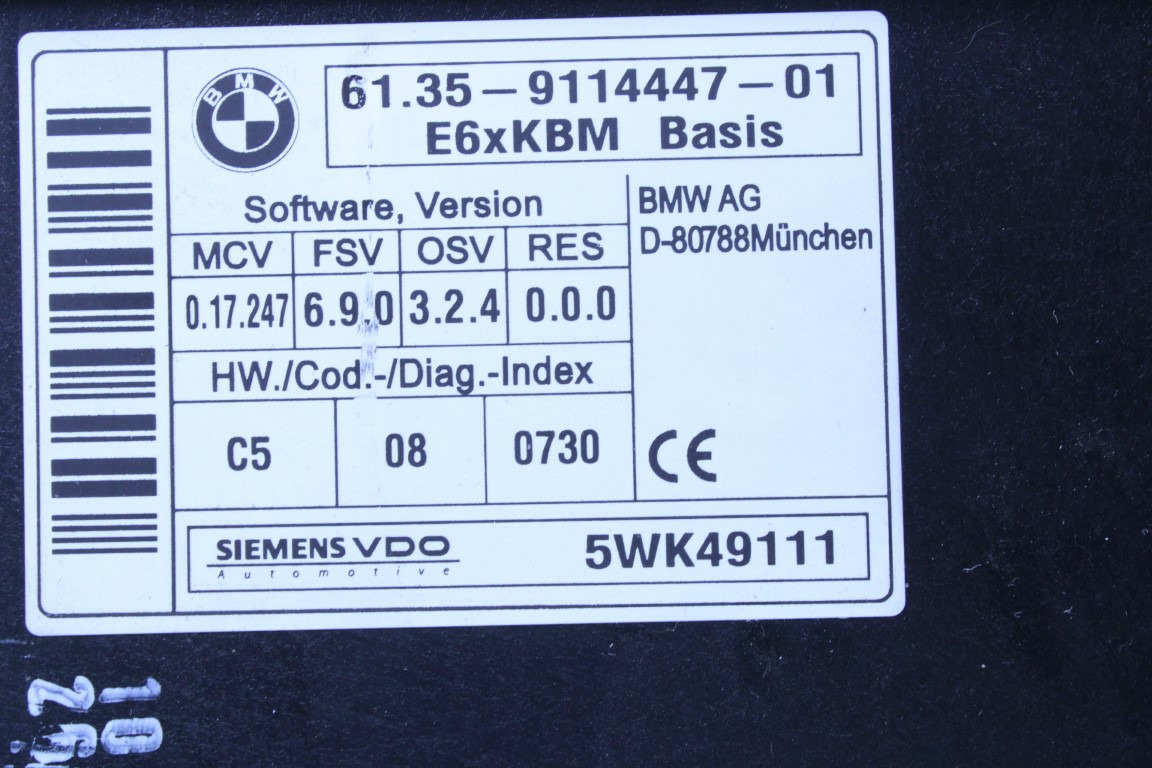 BMW
61.35-9114447-01
E6xKBM Basis
Software, Version
MCV FSV OSV RES
0.17.247 6.9.0 3.2.4 0.0.0
HW./Cod.-/Diag.-Index
C5 08 0730
BMW AG
D-80788München
CE
SIEMENS VDO
Automotive
5WK49111
10